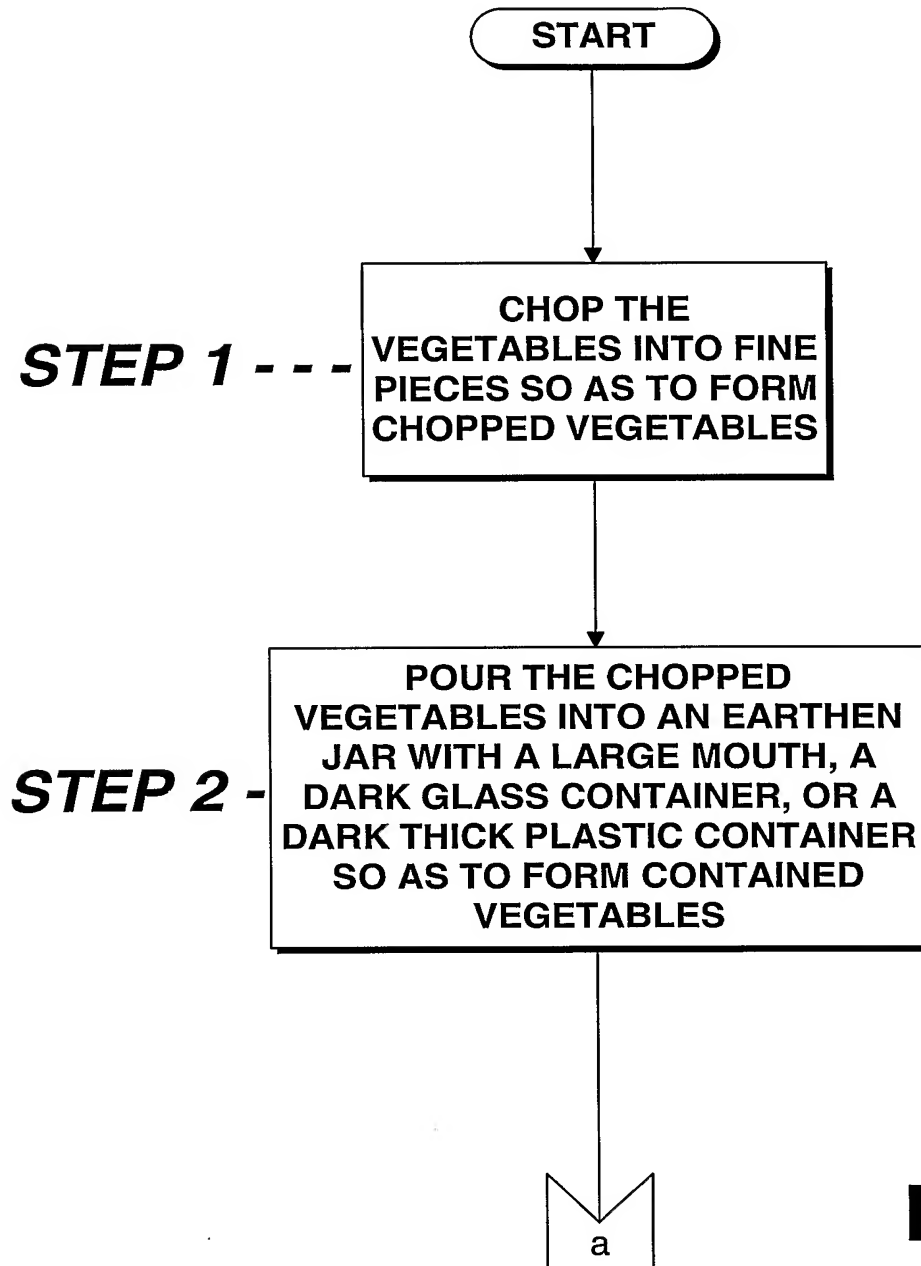 START
STEP 1 - - -
CHOP THE
VEGETABLES INTO FINE
PIECES SO AS TO FORM
CHOPPED VEGETABLES
STEP 2 -
POUR THE CHOPPED
VEGETABLES INTO AN EARTHEN
JAR WITH A LARGE MOUTH, A
DARK GLASS CONTAINER, OR A
DARK THICK PLASTIC CONTAINER
SO AS TO FORM CONTAINED
VEGETABLES
a